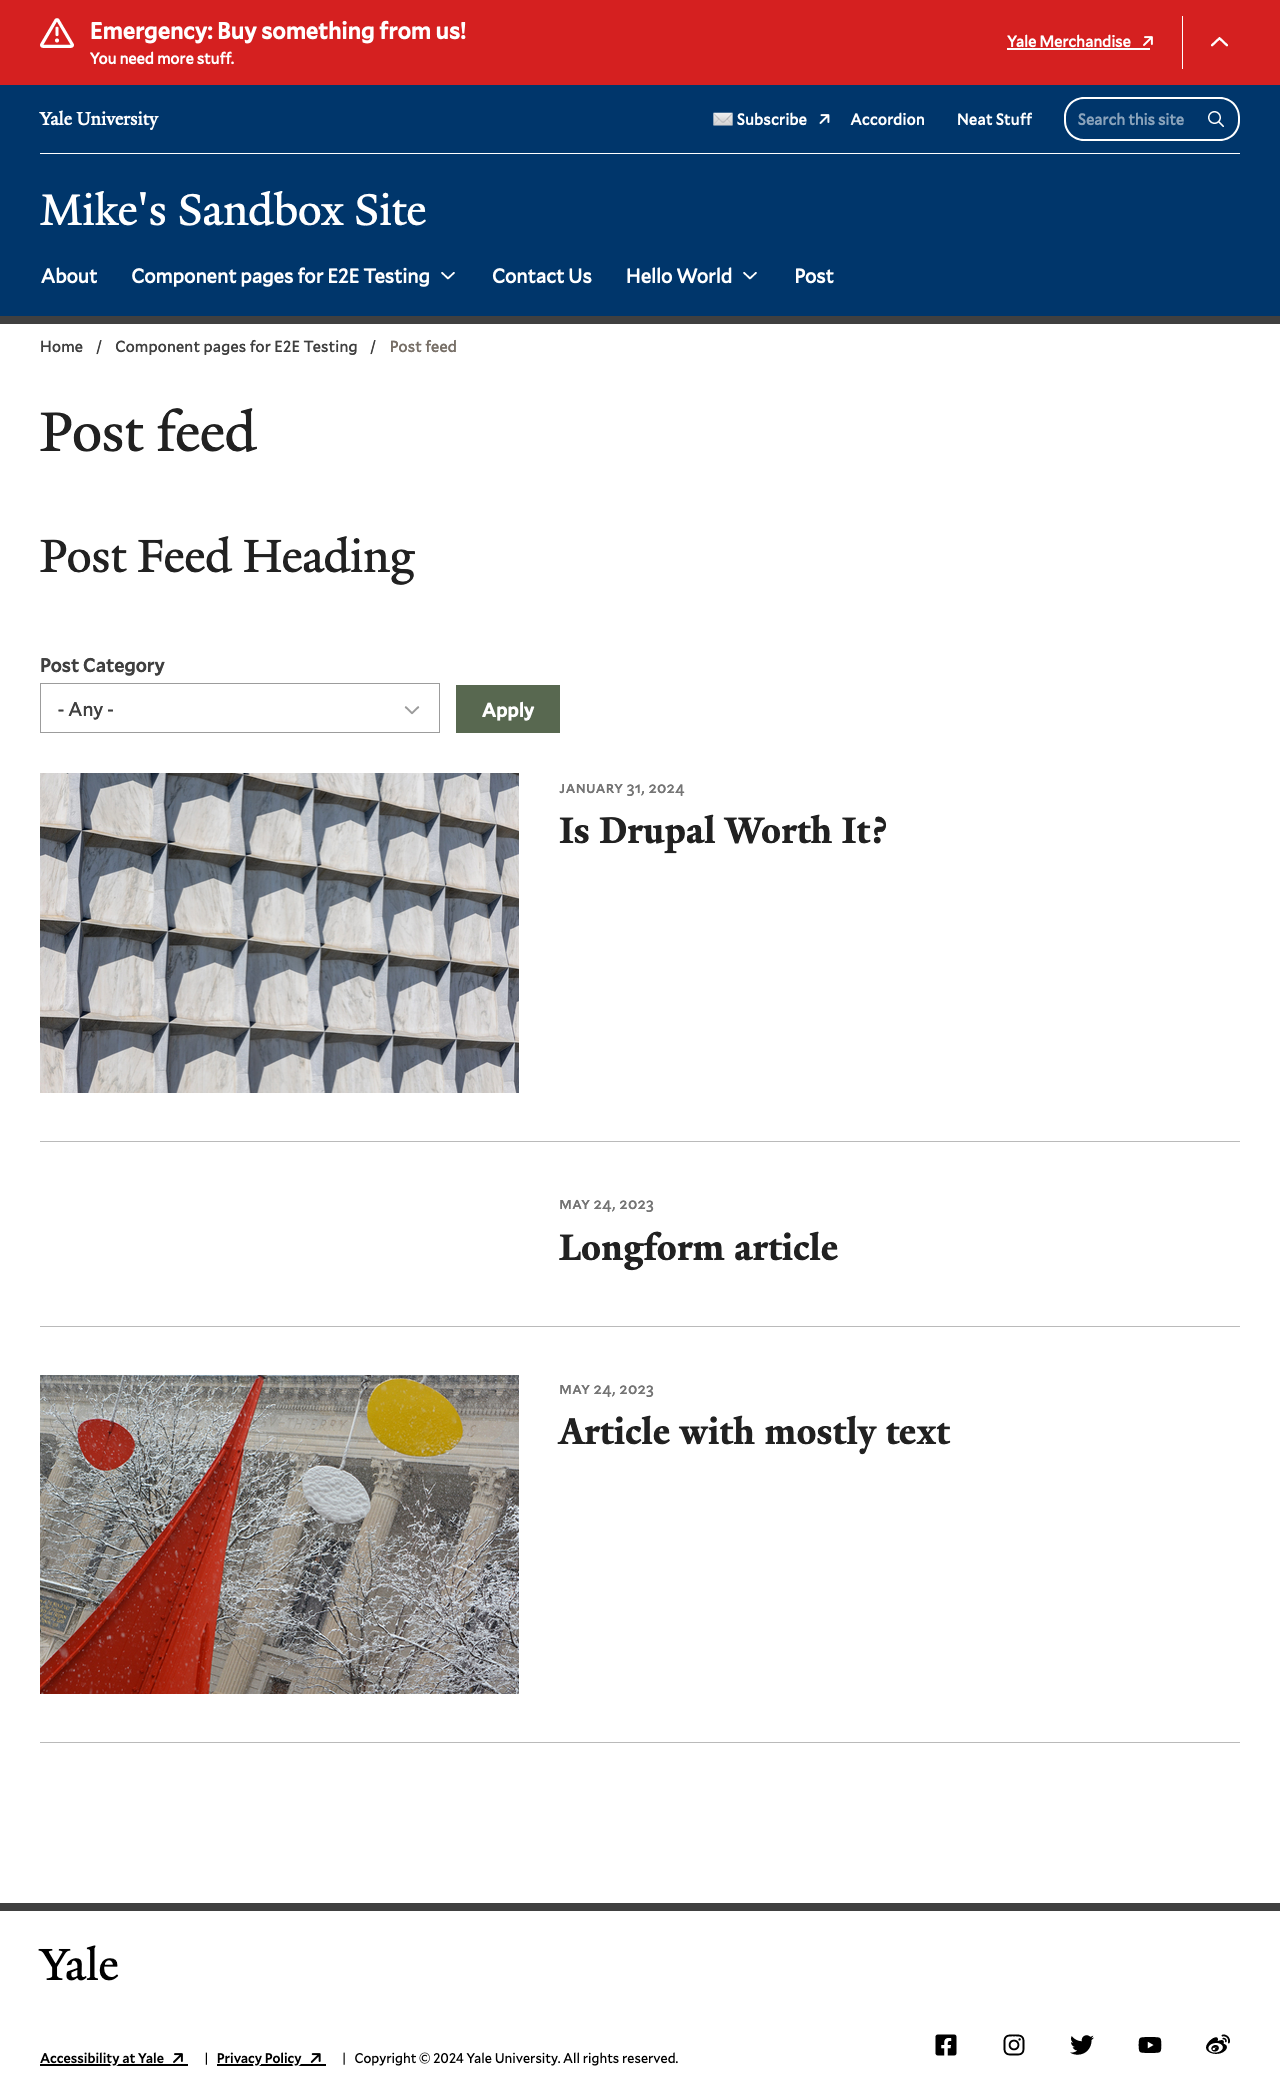 Emergency: Buy something from us!
You need more stuff.
Yale Merchandise
Yale University
Subscribe
Accordion
Neat Stuff
Search this site
Mike's Sandbox Site
About
Component pages for E2E Testing
Contact Us
Hello World
Post
Home / Component pages for E2E Testing / Post feed
Post feed
Post Feed Heading
Post Category
- Any -
Apply
JANUARY 31, 2024
Is Drupal Worth It?
MAY 24, 2023
Longform article
MAY 24, 2023
Article with mostly text
Yale
Accessibility at Yale | Privacy Policy | Copyright © 2024 Yale University. All rights reserved.